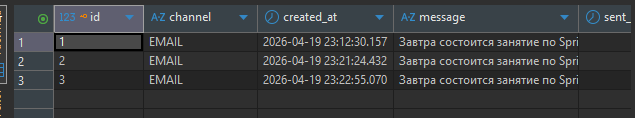 123 id A-Z channel created_at message sent_
1 1 EMAIL 2026-04-19 23:12:30.157 Завтра состоится занятие по Spri
2 2 EMAIL 2026-04-19 23:21:24.432 Завтра состоится занятие по Spri
3 3 EMAIL 2026-04-19 23:22:55.070 Завтра состоится занятие по Spri